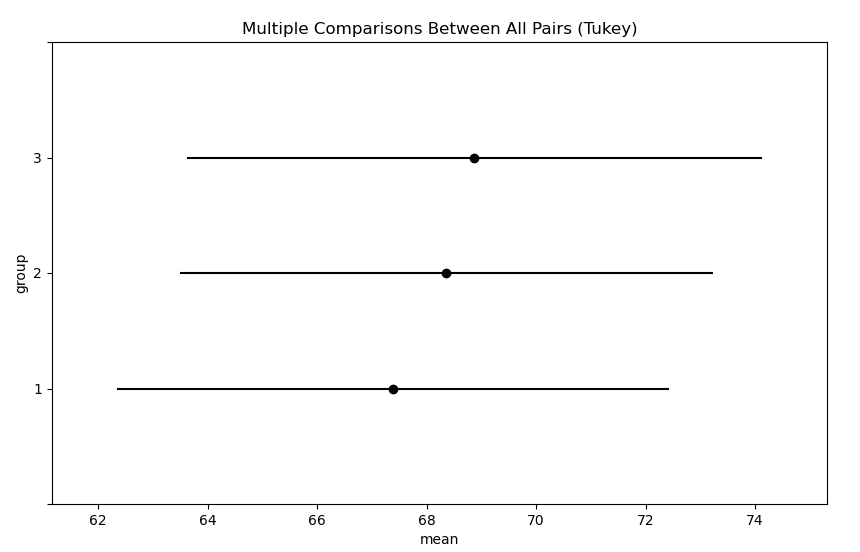 Multiple Comparisons Between All Pairs (Tukey)
3
2
1
group
62 64 66 68 70 72 74
mean